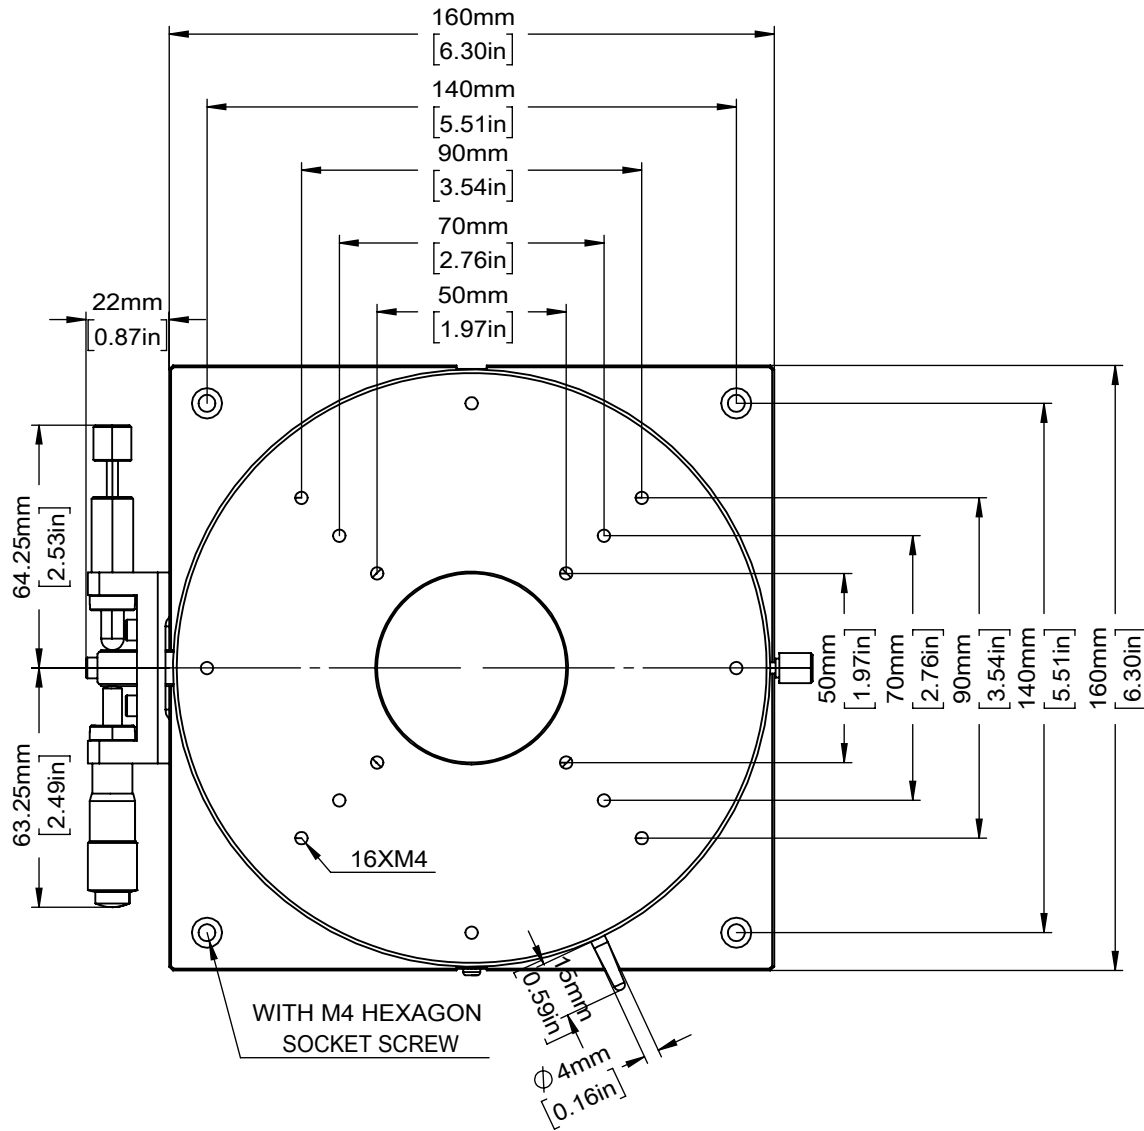 160mm
[6.30in]
140mm
[5.51in]
90mm
[3.54in]
70mm
[2.76in]
50mm
[1.97in]
22mm
[0.87in]
64.25mm
[2.53in]
63.25mm
[2.49in]
50mm
[1.97in]
70mm
[2.76in]
90mm
[3.54in]
140mm
[5.51in]
160mm
[6.30in]
16XM4
WITH M4 HEXAGON
SOCKET SCREW
15mm
[0.59in]
∅4mm
[0.16in]